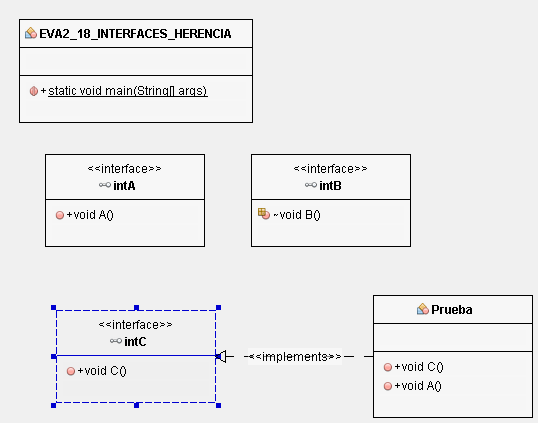 EVA2_18_INTERFACES_HERENCIA
+ static void main(String[] args)
<<interface>>
intA
+void A()
<<interface>>
intB
~void B()
<<interface>>
intC
+void C()
<<implements>>
Prueba
+void C()
+void A()